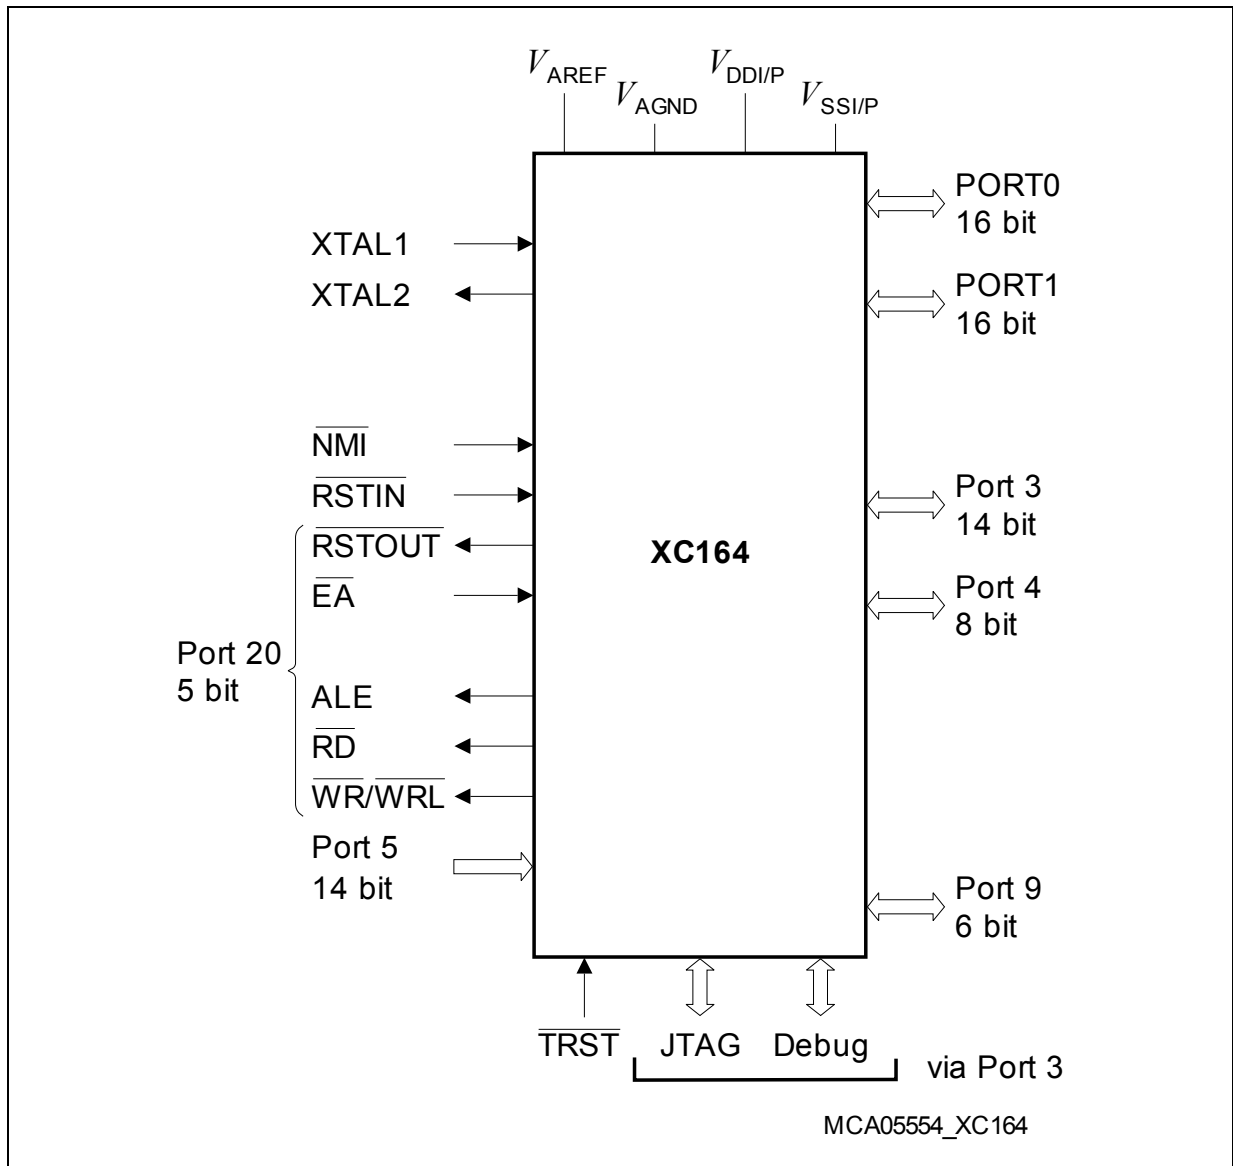 VAREF
VAGND
VDDI/P
VSSI/P
XTAL1
XTAL2
NMI
RSTIN
RSTOUT
EA
Port 20
5 bit
ALE
RD
WR/WRL
Port 5
14 bit
XC164
PORT0
16 bit
PORT1
16 bit
Port 3
14 bit
Port 4
8 bit
Port 9
6 bit
TRST
JTAG
Debug
via Port 3
MCA05554_XC164